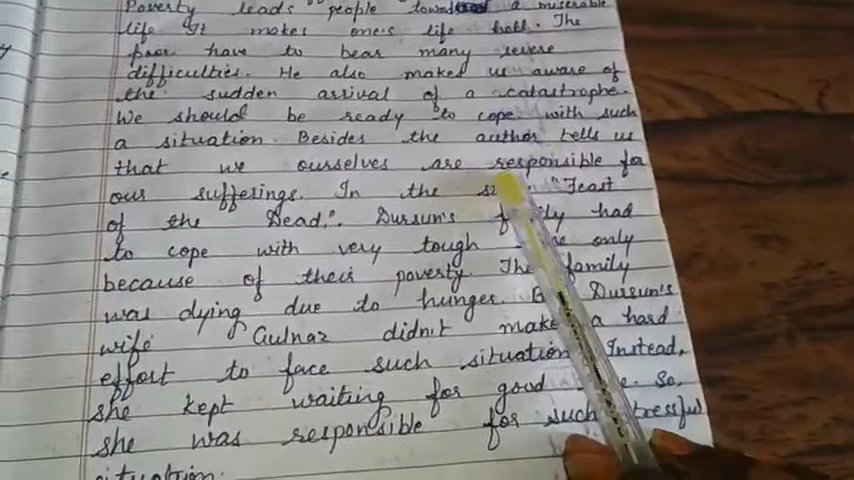 Poverty leads people towards a miserable
life. It makes one's life hell. The
poor have to bear many severe
difficulties. He also makes us aware of
the sudden arrival of a catastrophe.
We should be ready to cope with such
a situation Besides the author tells us
that we ourselves are responsible for
our sufferings. In the "Feast
of the Dead,". Dursun's had
to cope with very tough only
because of their poverty. The family
was dying due to hunger. Dursun's
wife Gulnaz didn't make a hard
effort to face such situation Instead,
she kept waiting for good So,
she was responsible for such
situation.